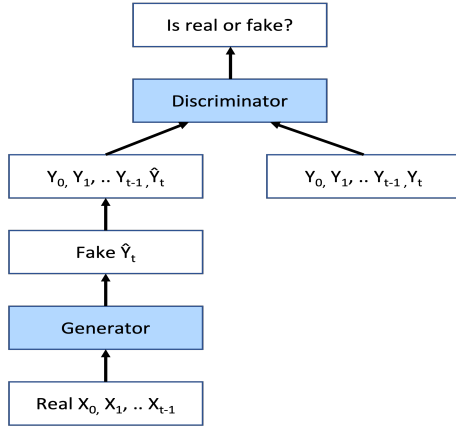 Is real or fake?
Discriminator
Y₀, Y₁, .. Yₜ₋₁, Ŷₜ
Y₀, Y₁, .. Yₜ₋₁, Yₜ
Fake Ŷₜ
Generator
Real X₀, X₁, .. Xₜ₋₁